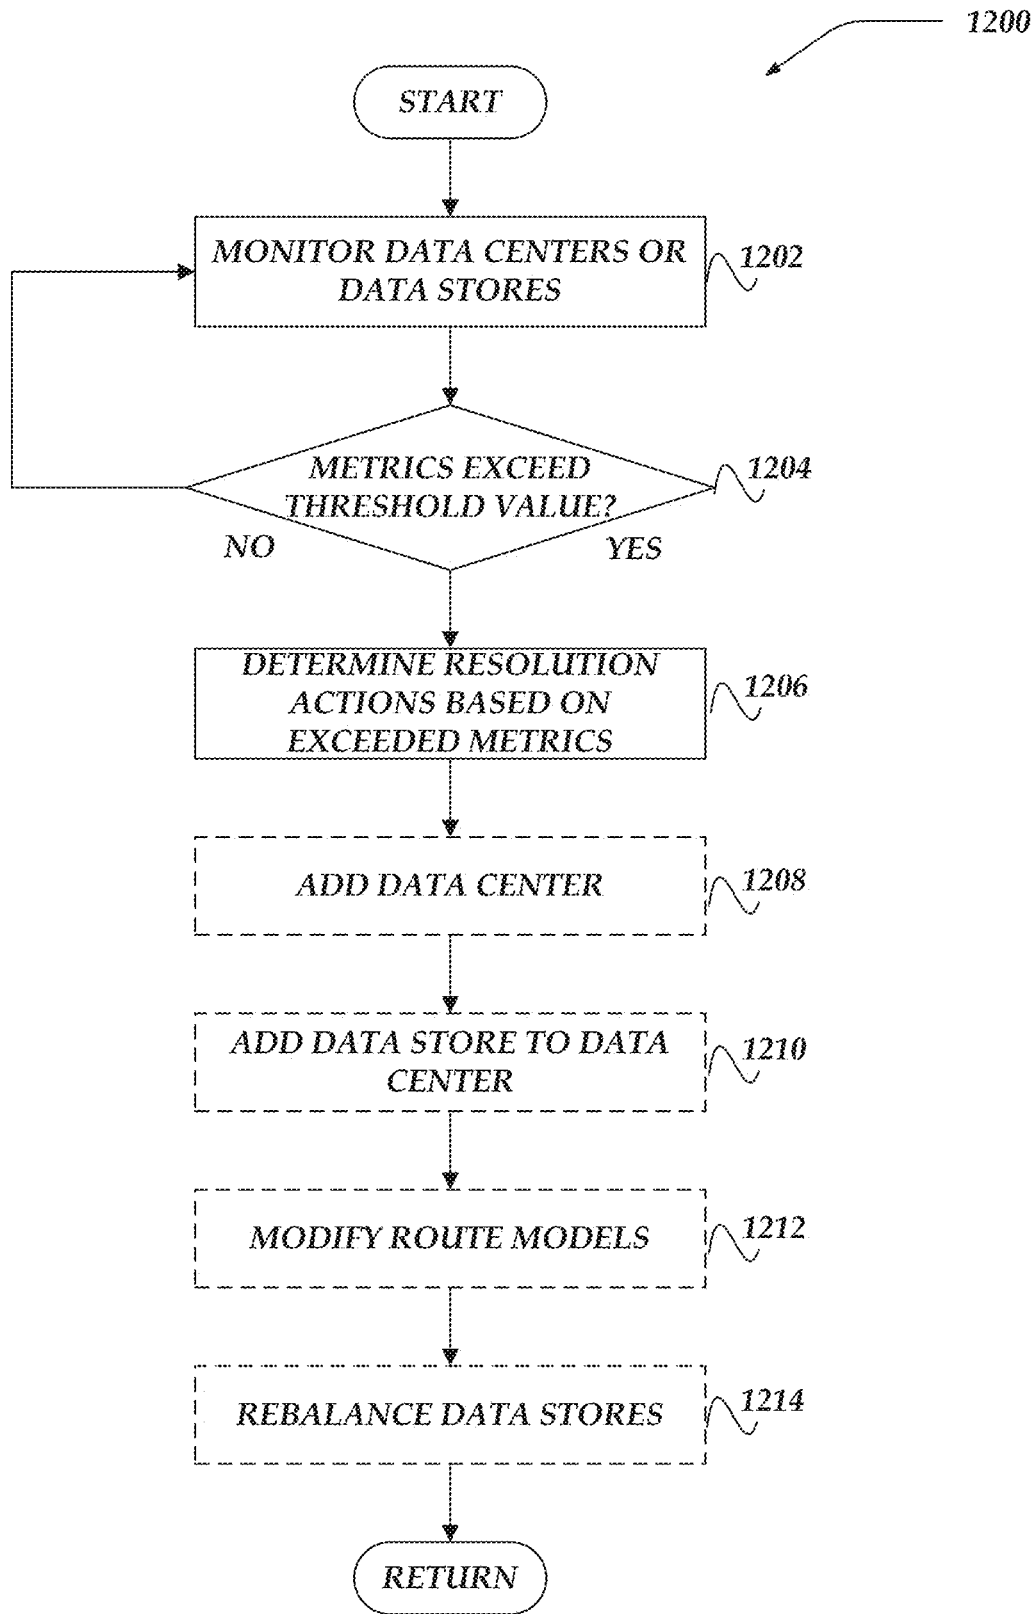 1200
START
MONITOR DATA CENTERS OR
DATA STORES
1202
METRICS EXCEED
THRESHOLD VALUE?
1204
NO
YES
DETERMINE RESOLUTION
ACTIONS BASED ON
EXCEEDED METRICS
1206
ADD DATA CENTER
1208
ADD DATA STORE TO DATA
CENTER
1210
MODIFY ROUTE MODELS
1212
REBALANCE DATA STORES
1214
RETURN